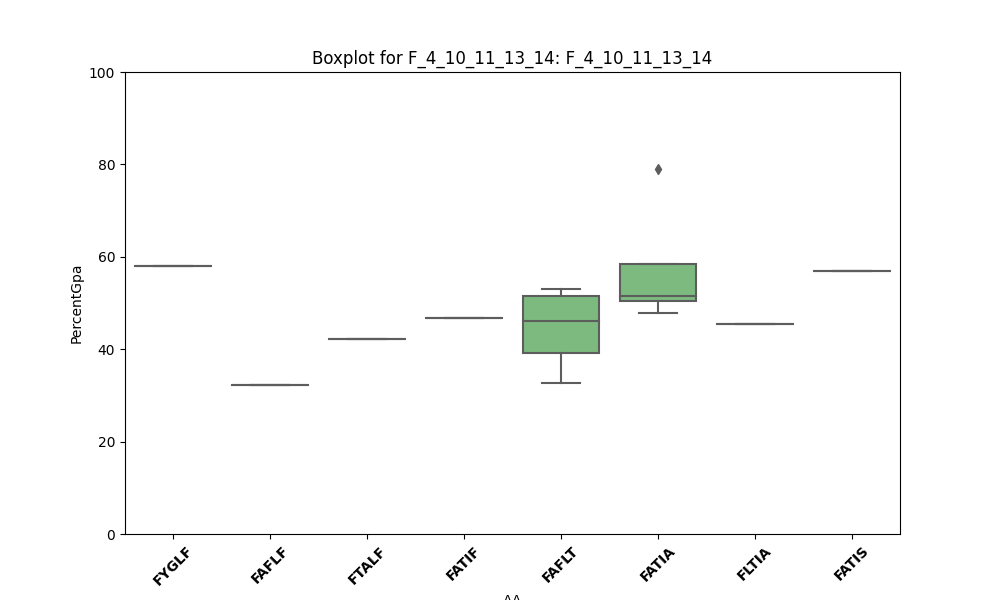 Boxplot for F_4_10_11_13_14: F_4_10_11_13_14
100
80
60
40
20
0
PercentGpa
FYGLF
FAFLF
FTALF
FATIF
FAFLT
FATIA
FLTIA
FATIS
AA